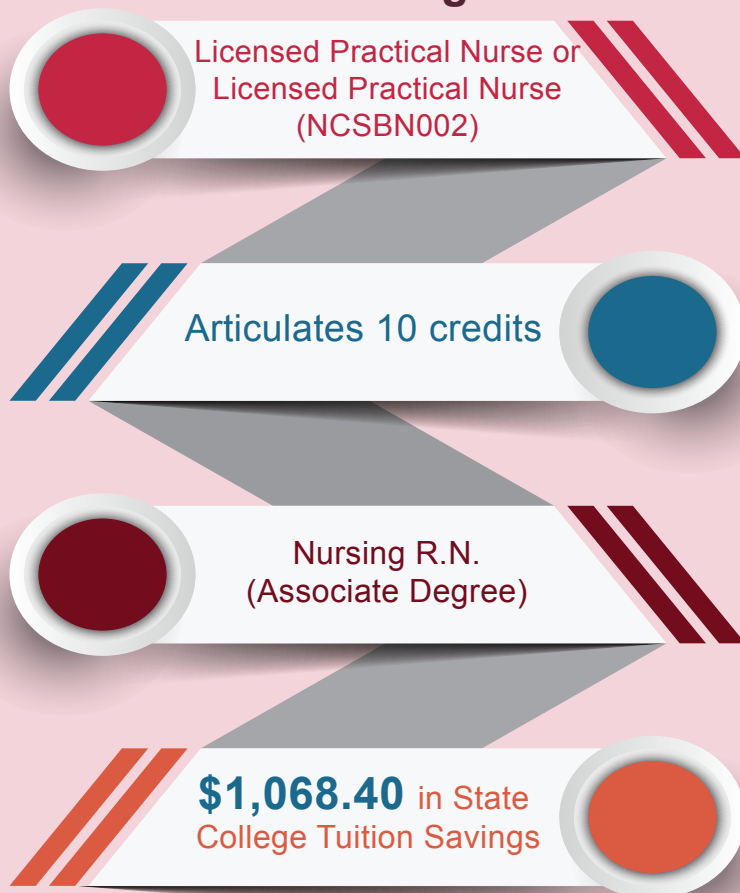 Licensed Practical Nurse or
Licensed Practical Nurse
(NCSBN002)
Articulates 10 credits
Nursing R.N.
(Associate Degree)
$1,068.40 in State
College Tuition Savings